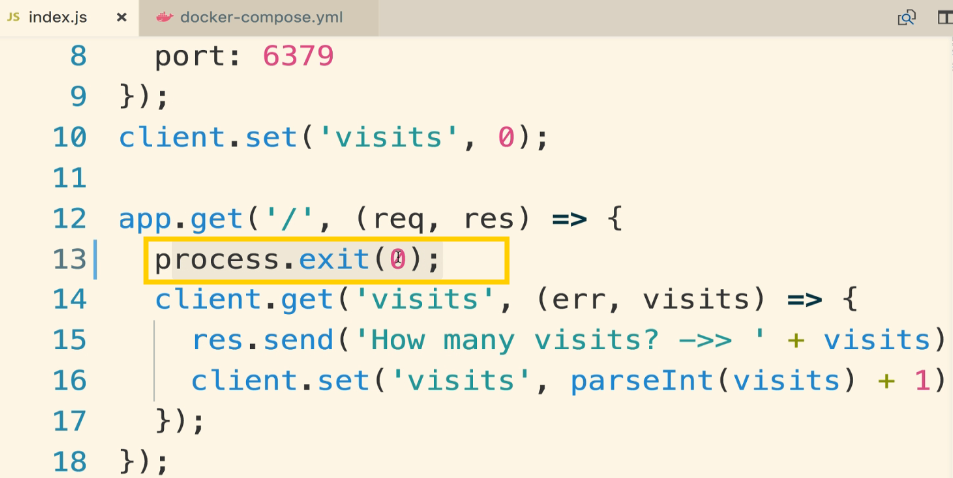 JS index.js × docker-compose.yml
8 port: 6379
9 });
10 client.set('visits', 0);
11
12 app.get('/', (req, res) => {
13 process.exit(0);
14 client.get('visits', (err, visits) => {
15 res.send('How many visits? ->> ' + visits)
16 client.set('visits', parseInt(visits) + 1)
17 });
18 });